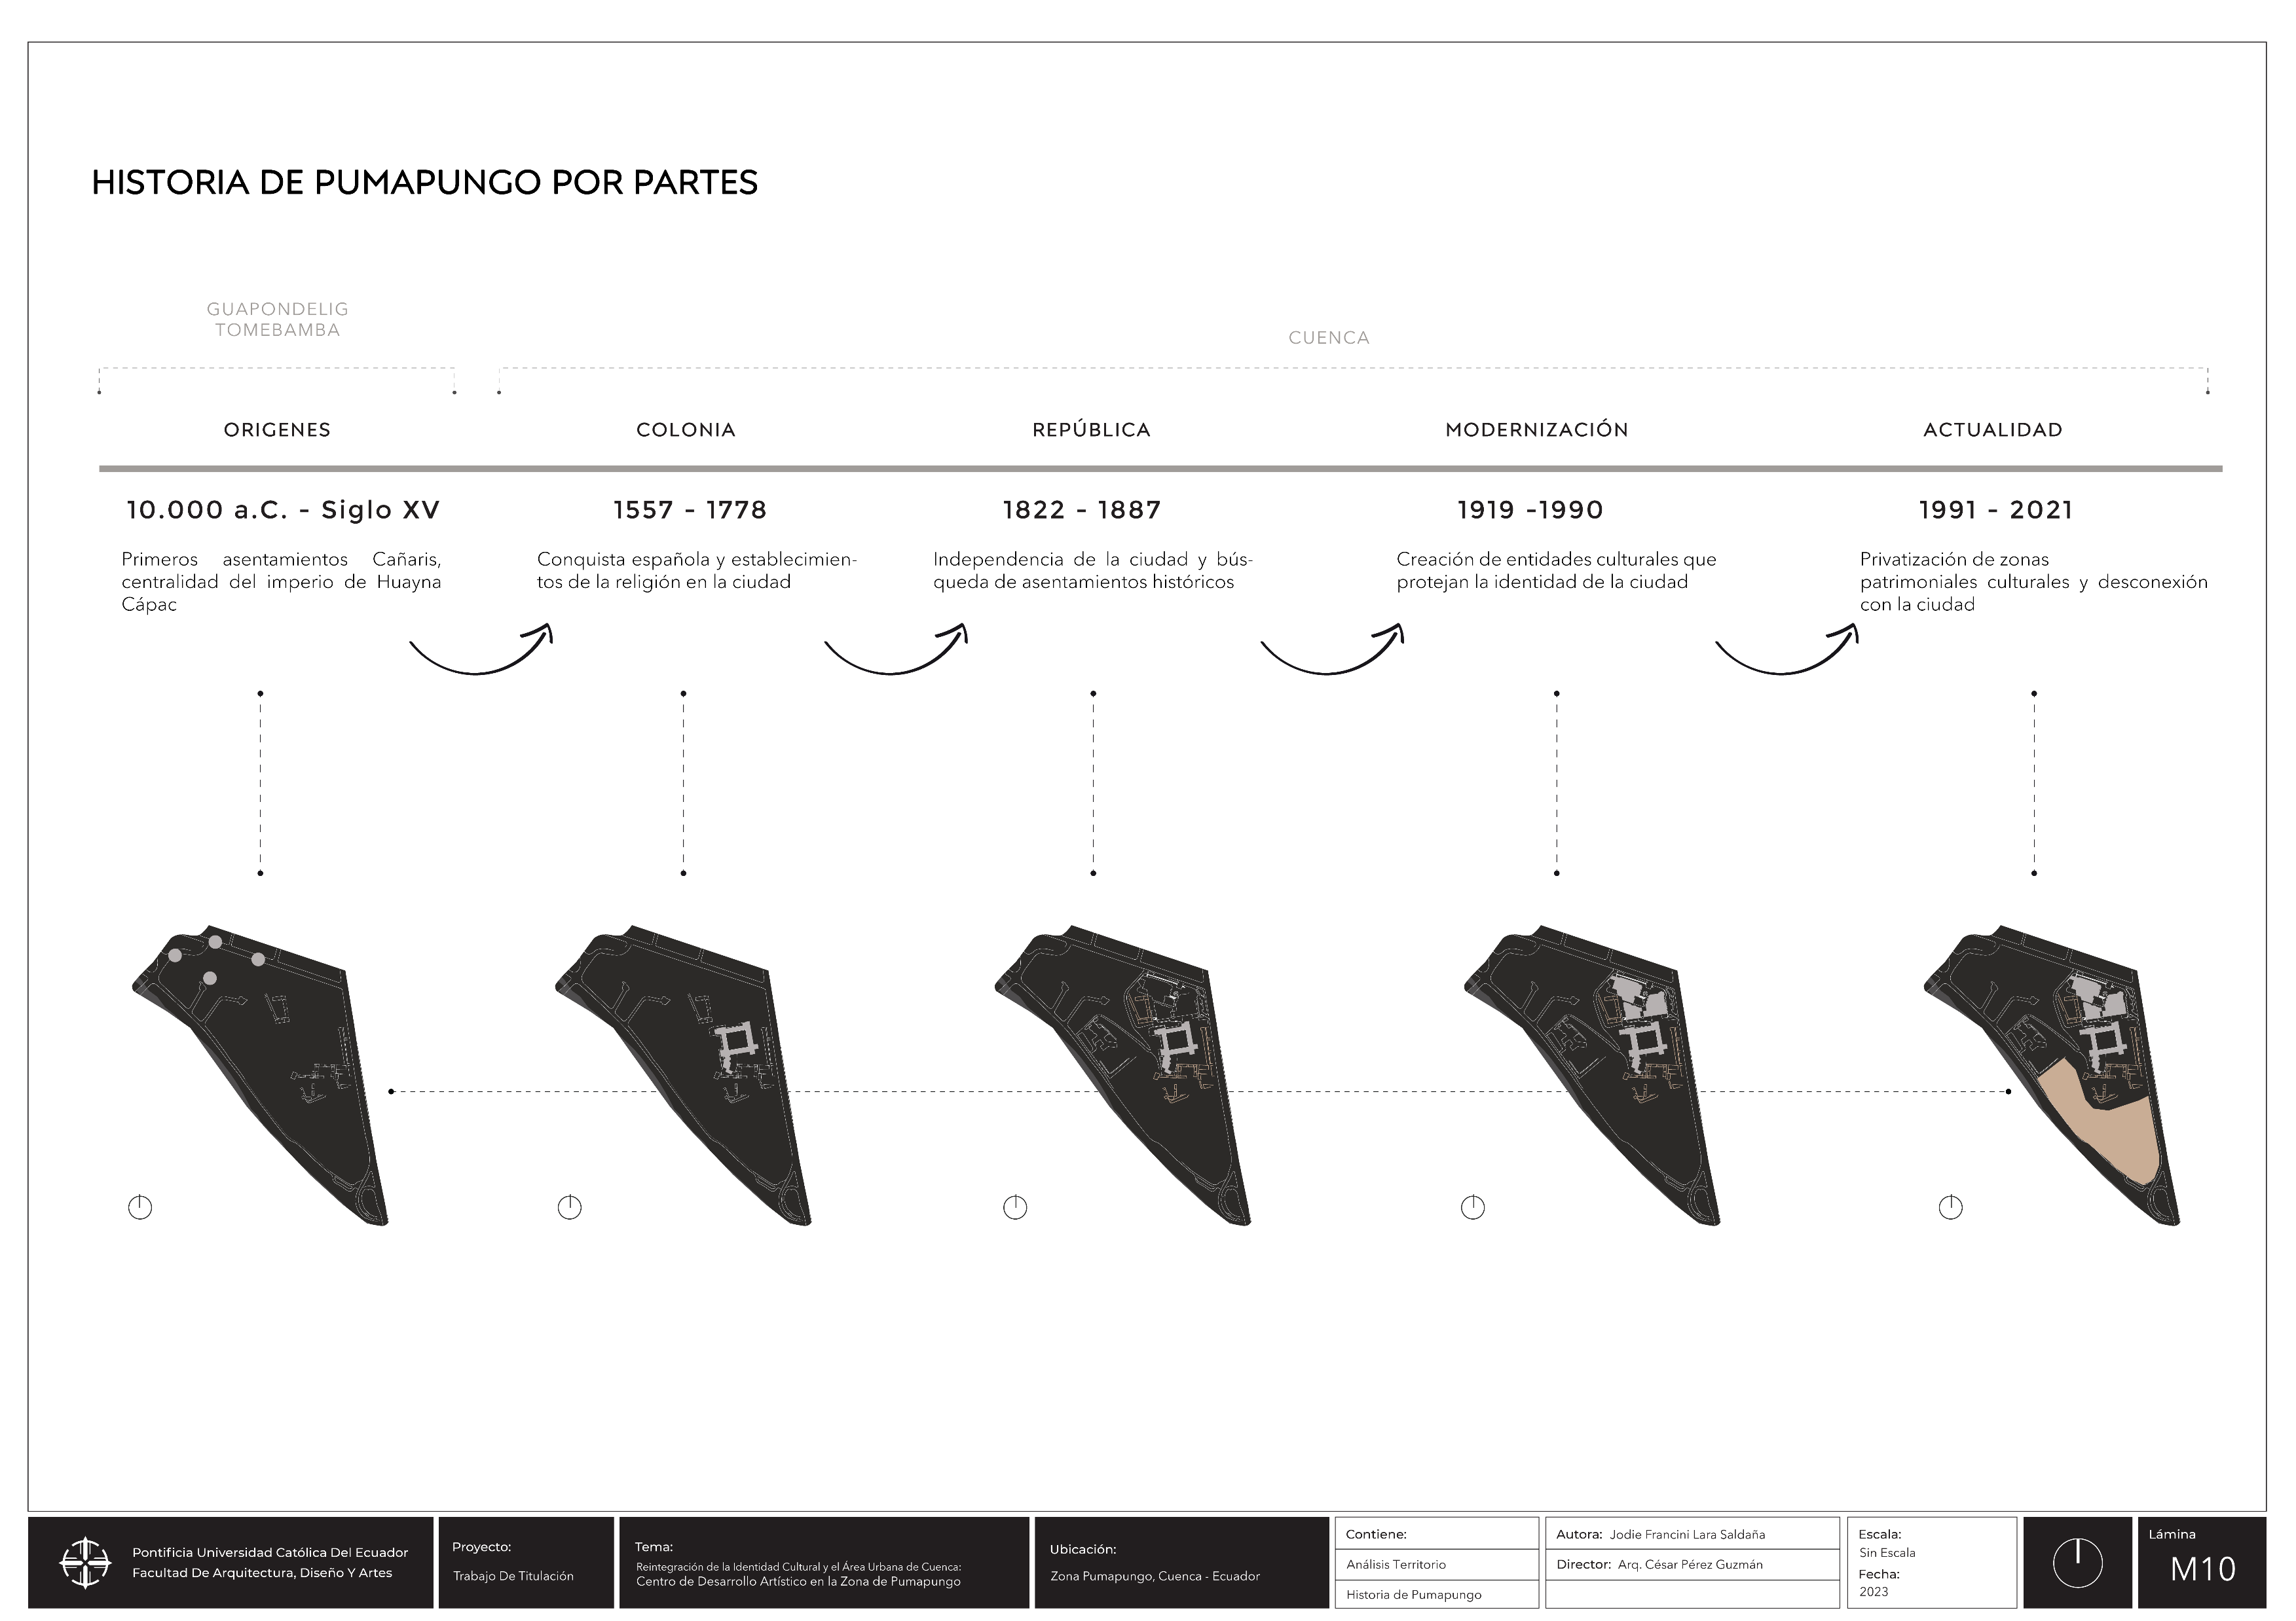 HISTORIA DE PUMAPUNGO POR PARTES
GUAPONDELIG
TOMEBAMBA
CUENCA
ORIGENES
COLONIA
REPÚBLICA
MODERNIZACIÓN
ACTUALIDAD
10.000 a.C. - Siglo XV
1557 - 1778
1822 - 1887
1919 -1990
1991 - 2021
Primeros asentamientos Cañaris,
centralidad del imperio de Huayna
Cápac
Conquista española y establecimien-
tos de la religión en la ciudad
Independencia de la ciudad y bús-
queda de asentamientos históricos
Creación de entidades culturales que
protejan la identidad de la ciudad
Privatización de zonas
patrimoniales culturales y desconexión
con la ciudad
Pontificia Universidad Católica Del Ecuador
Facultad De Arquitectura, Diseño Y Artes
Proyecto:
Trabajo De Titulación
Tema:
Reintegración de la Identidad Cultural y el Área Urbana de Cuenca:
Centro de Desarrollo Artístico en la Zona de Pumapungo
Ubicación:
Zona Pumapungo, Cuenca - Ecuador
Contiene:
Análisis Territorio
Historia de Pumapungo
Autora: Jodie Francini Lara Saldaña
Director: Arq. César Pérez Guzmán
Escala:
Sin Escala
Fecha:
2023
Lámina
M10